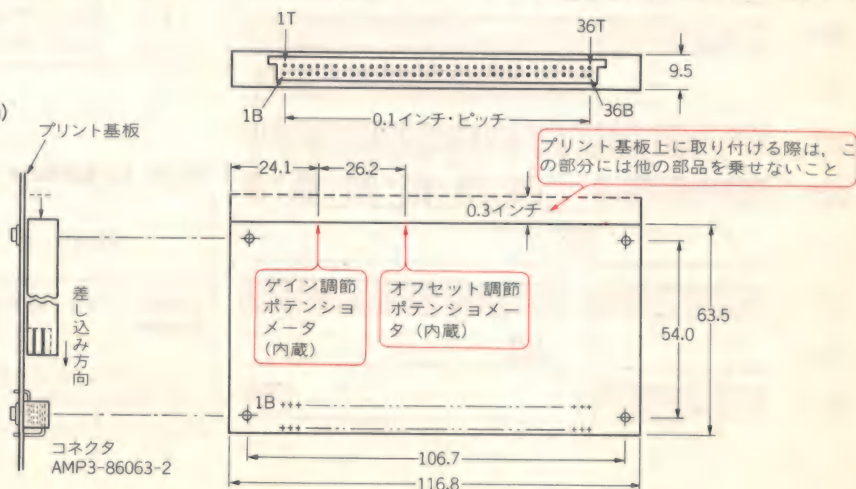 1T
36T
9.5
1B
36B
0.1インチ・ピッチ
プリント基板
プリント基板上に取り付ける際は，こ
の部分には他の部品を乗せないこと
24.1
26.2
0.3インチ
ゲイン調節
ポテンショ
メータ
(内蔵)
オフセット調節
ポテンショメー
タ（内蔵）
差し込み方向
54.0
63.5
1B
コネクタ
AMP3-86063-2
106.7
116.8